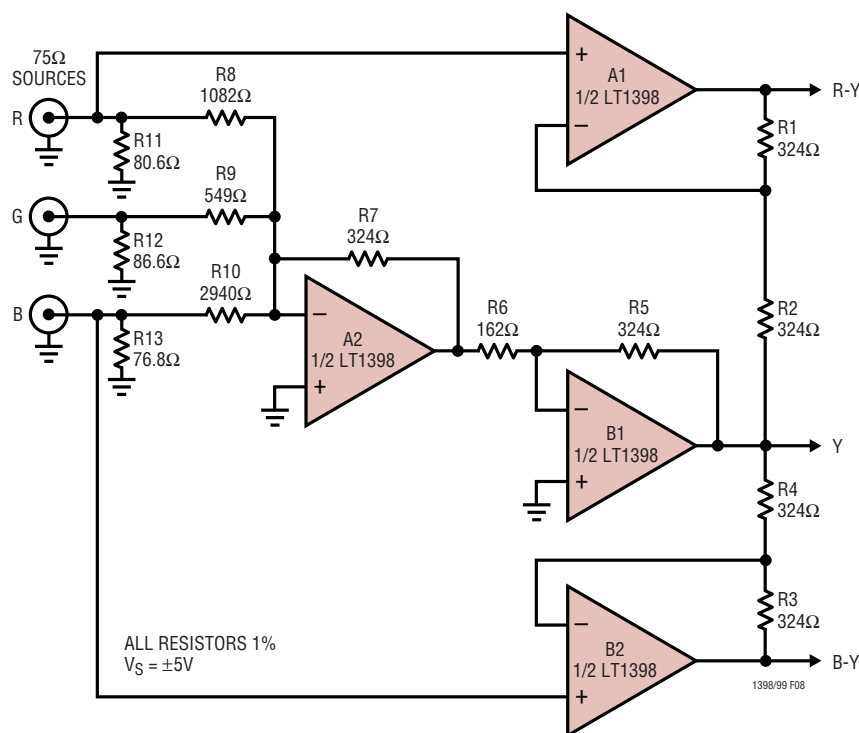 75Ω
SOURCES
R
R8
1082Ω
R11
80.6Ω
+
A1
1/2 LT1398
−
R-Y
R1
324Ω
G
R9
549Ω
R12
86.6Ω
R7
324Ω
B
R10
2940Ω
R13
76.8Ω
−
A2
1/2 LT1398
+
R6
162Ω
R5
324Ω
R2
324Ω
−
B1
1/2 LT1398
+
Y
R4
324Ω
−
B2
1/2 LT1398
+
R3
324Ω
B-Y
ALL RESISTORS 1%
VS = ±5V
1398/99 F08